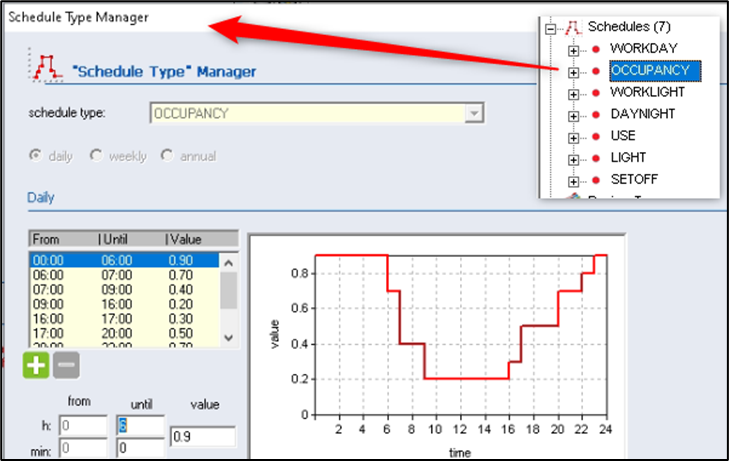 Schedule Type Manager
"Schedule Type" Manager
schedule type: OCCUPANCY
daily weekly annual
Daily
From Until Value
00:00 06:00 0.90
06:00 07:00 0.70
07:00 09:00 0.40
09:00 16:00 0.20
16:00 17:00 0.30
17:00 20:00 0.50
from until value
h: 0 6 0.9
min: 0 0
value
0.8
0.6
0.4
0.2
0
2 4 6 8 10 12 14 16 18 20 22 24
time
Schedules (7)
WORKDAY
OCCUPANCY
WORKLIGHT
DAYNIGHT
USE
LIGHT
SETOFF